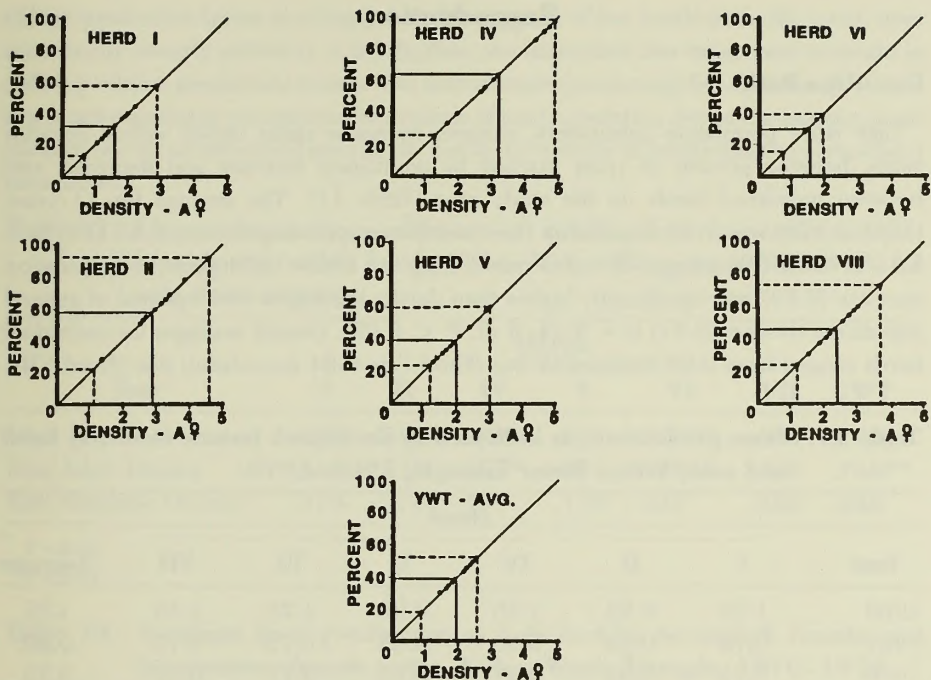 HERD I
PERCENT
100
80
60
40
20
0 1 2 3 4 5
DENSITY - A♀
HERD IV
PERCENT
100
80
60
40
20
0 1 2 3 4 5
DENSITY - A♀
HERD VI
PERCENT
100
80
60
40
20
0 1 2 3 4 5
DENSITY - A♀
HERD II
PERCENT
100
80
60
40
20
0 1 2 3 4 5
DENSITY - A♀
HERD V
PERCENT
100
80
60
40
20
0 1 2 3 4 5
DENSITY - A♀
HERD VIII
PERCENT
100
80
60
40
20
0 1 2 3 4 5
DENSITY - A♀
YWT - AVG.
PERCENT
100
80
60
40
20
0 1 2 3 4 5
DENSITY - A♀